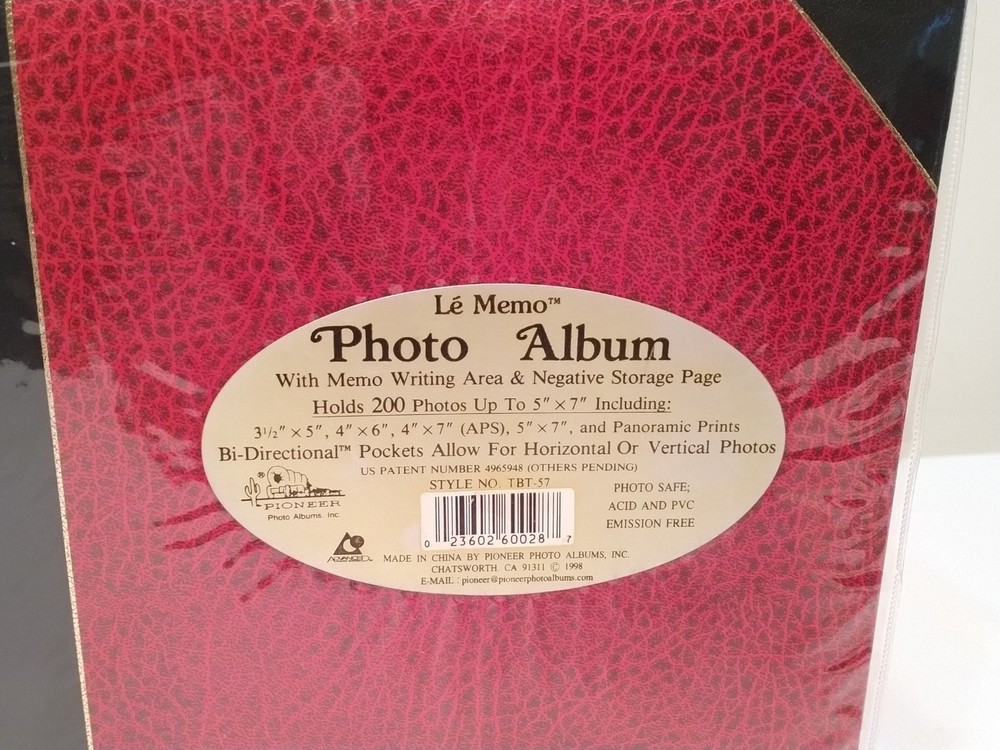 Lé Memo™
Photo Album
With Memo Writing Area & Negative Storage Page
Holds 200 Photos Up To 5" × 7" Including:
3 1/2" × 5", 4" × 6", 4" × 7" (APS), 5" × 7", and Panoramic Prints
Bi-Directional™ Pockets Allow For Horizontal Or Vertical Photos
US PATENT NUMBER 4965948 (OTHERS PENDING)
STYLE NO. TBT-57
®
PIONEER
Photo Albums, Inc.
PHOTO SAFE;
ACID AND PVC
EMISSION FREE
0 23602 60028 7
MADE IN CHINA BY PIONEER PHOTO ALBUMS, INC.
CHATSWORTH, CA 91311 © 1998
E-MAIL : pioneer@pioneerphotoalbums.com